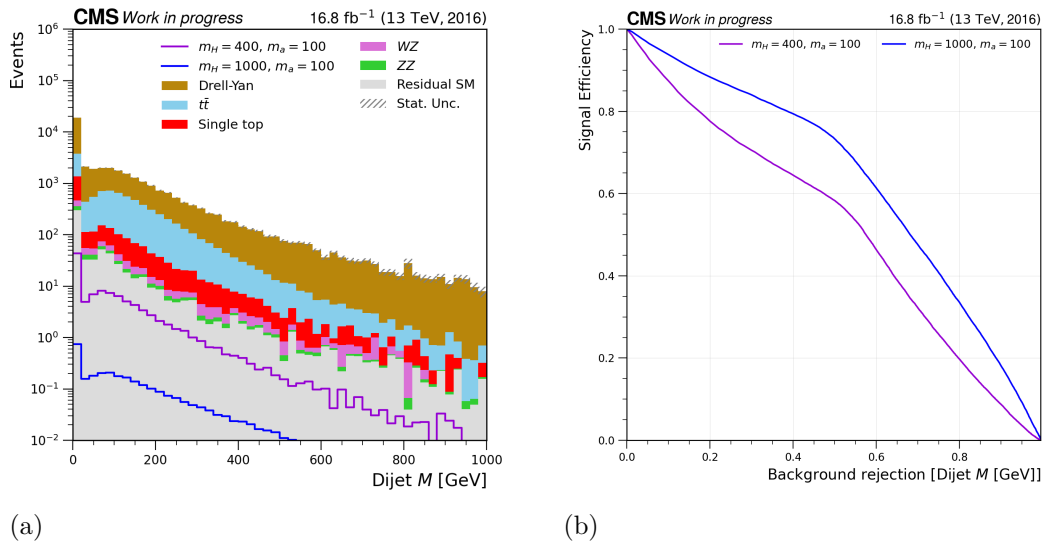 CMS Work in progress 16.8 fb⁻¹ (13 TeV, 2016)
Events
10⁶
10⁵
10⁴
10³
10²
10¹
10⁰
10⁻¹
10⁻²
m_H = 400, m_a = 100
m_H = 1000, m_a = 100
Drell-Yan
tt̄
Single top
WZ
ZZ
Residual SM
Stat. Unc.
0 200 400 600 800 1000
Dijet M [GeV]
(a)
CMS Work in progress 16.8 fb⁻¹ (13 TeV, 2016)
Signal Efficiency
1.0
0.8
0.6
0.4
0.2
0.0
m_H = 400, m_a = 100 m_H = 1000, m_a = 100
0.0 0.2 0.4 0.6 0.8
Background rejection [Dijet M [GeV]]
(b)